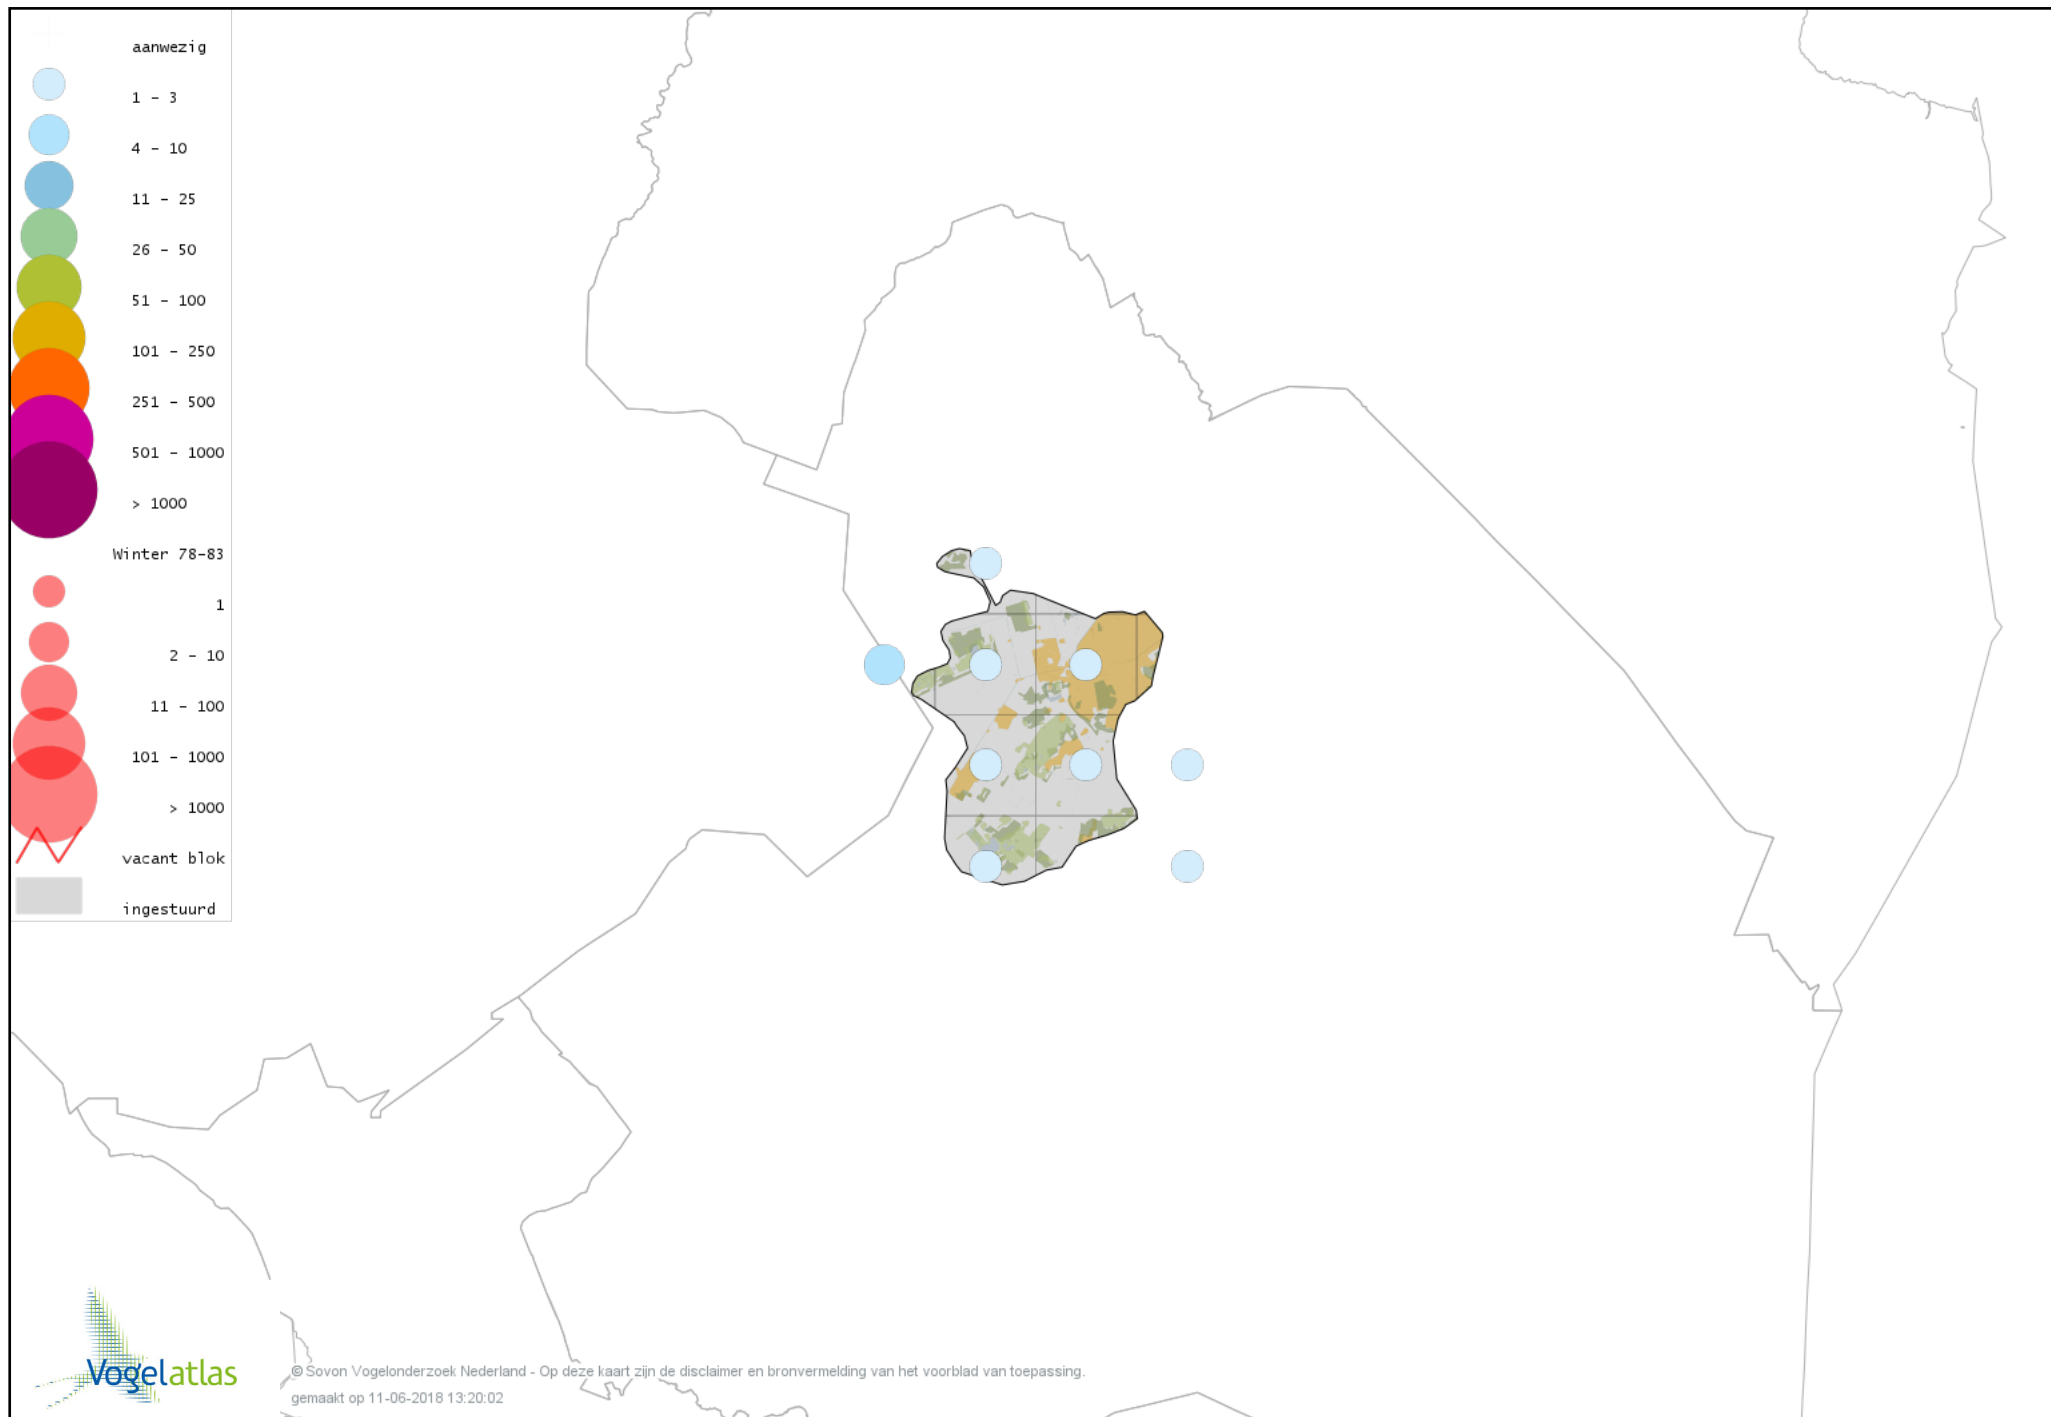 aanwezig
1 - 3
4 - 10
11 - 25
26 - 50
51 - 100
101 - 250
251 - 500
501 - 1000
> 1000
Winter 78-83
1
2 - 10
11 - 100
101 - 1000
> 1000
vacant blok
ingestuurd
Vogelatlas
© Sovon Vogelonderzoek Nederland - Op deze kaart zijn de disclaimer en bronvermelding van het voorblad van toepassing.
gemaakt op 11-06-2018 13:20:02